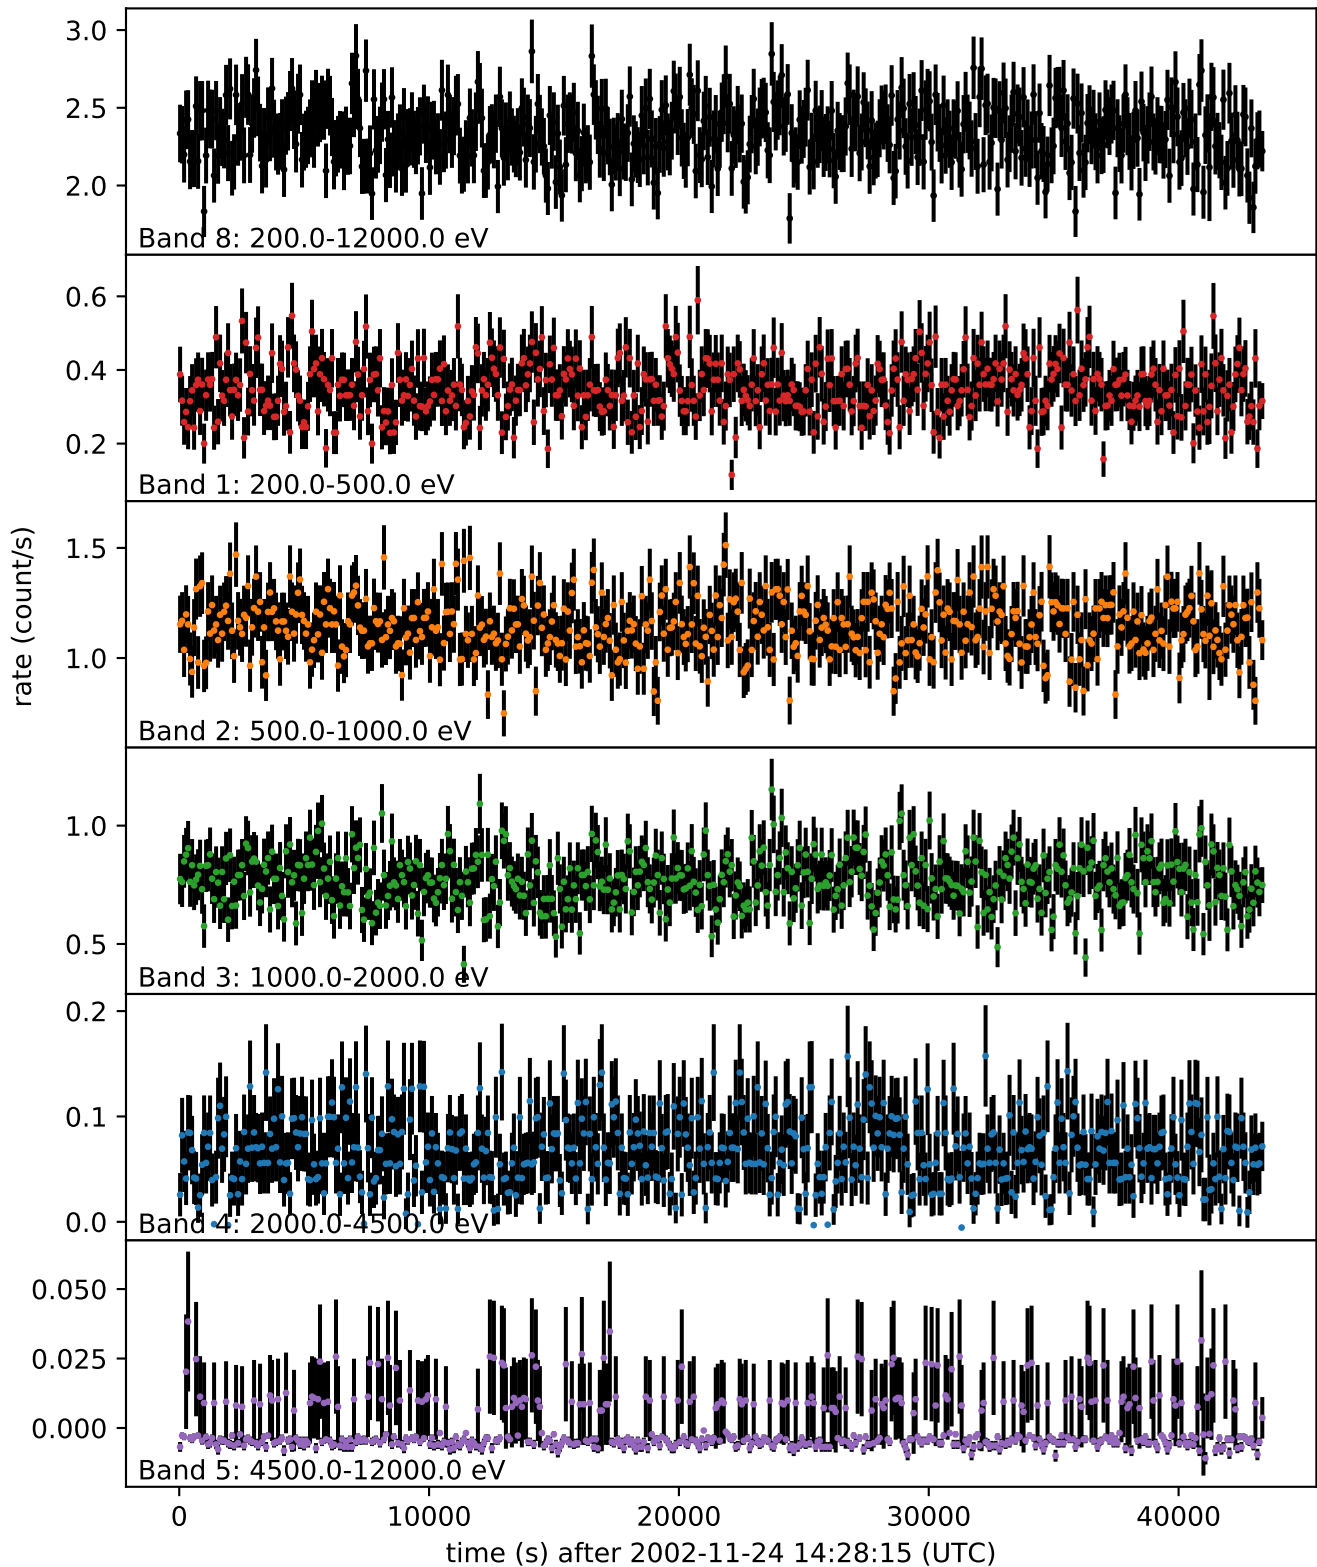 3.0
2.5
2.0
Band 8: 200.0-12000.0 eV
0.6
0.4
0.2
Band 1: 200.0-500.0 eV
1.5
1.0
Band 2: 500.0-1000.0 eV
rate (count/s)
1.0
0.5
Band 3: 1000.0-2000.0 eV
0.2
0.1
0.0
Band 4: 2000.0-4500.0 eV
0.050
0.025
0.000
Band 5: 4500.0-12000.0 eV
0 10000 20000 30000 40000
time (s) after 2002-11-24 14:28:15 (UTC)